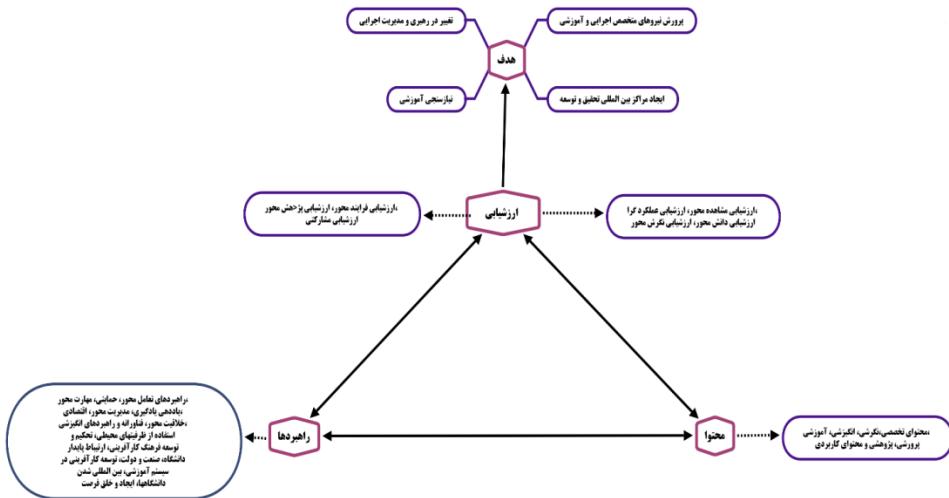 پرورش نیروهای متخصص اجرایی و آموزشی
تغییر در رهبری و مدیریت اجرایی
هدف
ایجاد مراکز بین المللی تحقیق و توسعه
نیازسنجی آموزشی
ارزشیابی
ارزشیابی مشاهده محور، ارزشیابی عملکرد گرا،
ارزشیابی دانش محور، ارزشیابی نگرش محور
ارزشیابی فرایند محور، ارزشیابی پژوهش محور،
ارزشیابی مشارکتی
محتوا
محتوای تخصصی،نگرشی، انگیزشی، آموزشی،
پرورشی، پژوهشی و محتوای کاربردی
راهبردها
راهبردهای تعامل محور، حمایتی، مهارت محور،
یاددهی یادگیری، مدیریت محور، اقتصادی،
خلاقیت محور، فناورانه و راهبردهای انگیزشی،
استفاده از ظرفیتهای محیطی، تحکیم و
توسعه فرهنگ کارآفرینی، ارتباط پایدار
دانشگاه، صنعت و دولت، توسعه کارآفرینی در
سیستم آموزشی، بین المللی شدن
دانشگاهها، ایجاد و خلق فرصت